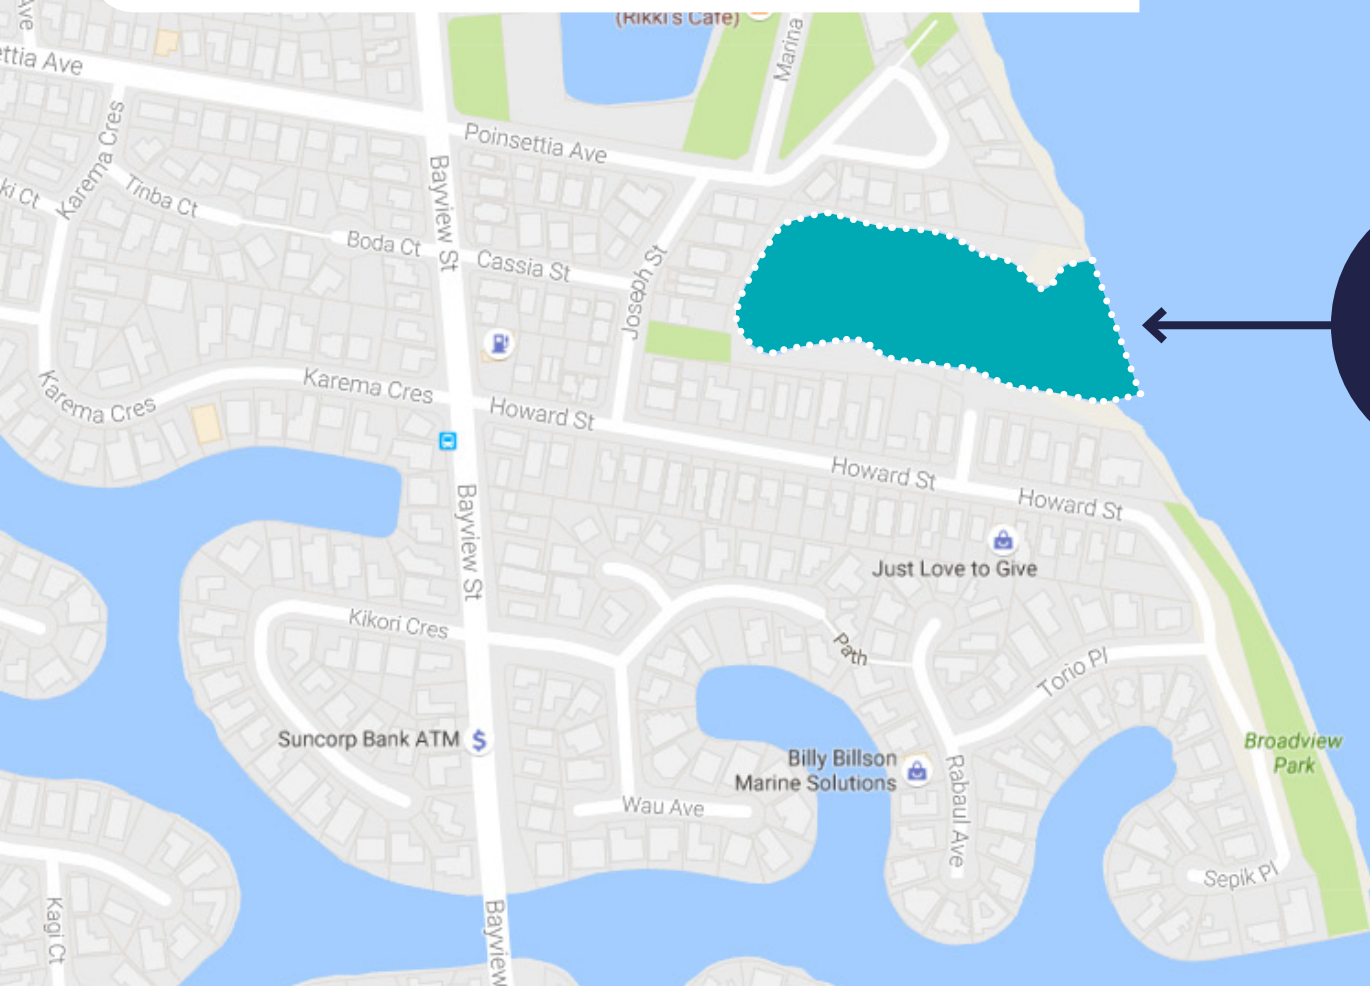 (Rikki's Cafe)
Marina
Ave
ettia Ave
Poinsettia Ave
Karema Cres
Bayview St
ki Ct
Tinba Ct
Boda Ct
Cassia St
Joseph St
Karema Cres
Karema Cres
Howard St
Howard St
Howard St
Bayview St
Just Love to Give
Kikori Cres
Path
Torio Pl
Suncorp Bank ATM
$
Billy Billson
Marine Solutions
Broadview
Park
Rabaul Ave
Wau Ave
Sepik Pl
Kagi Ct
Bayview